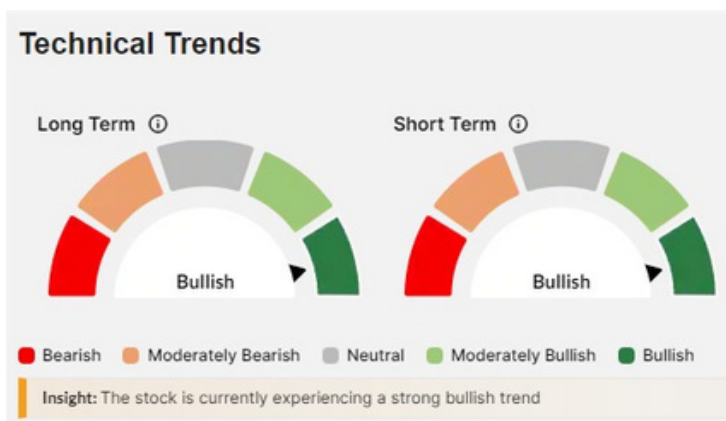 Technical Trends
Long Term
Short Term
Bullish
Bullish
Bearish Moderately Bearish Neutral Moderately Bullish Bullish
Insight: The stock is currently experiencing a strong bullish trend